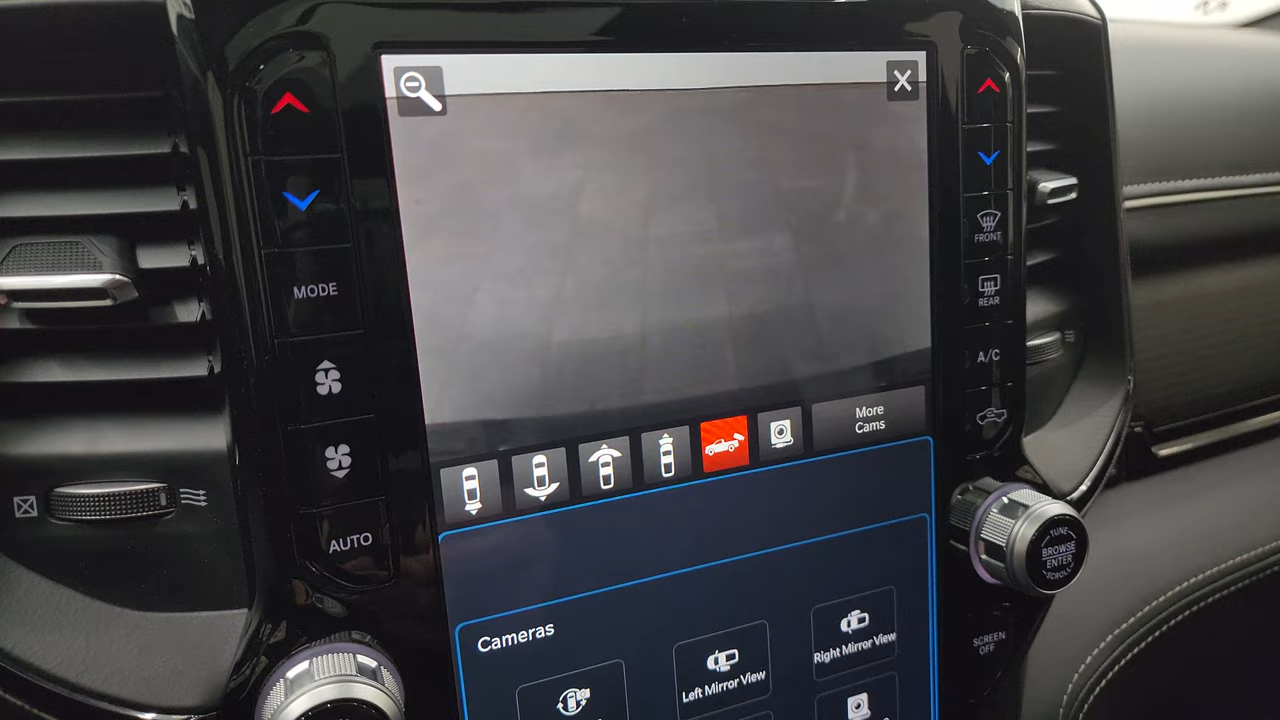 MODE
AUTO
More
Cams
Cameras
Left Mirror View
Right Mirror View
FRONT
REAR
A/C
TUNE
BROWSE
ENTER
SCROLL
SCREEN
OFF